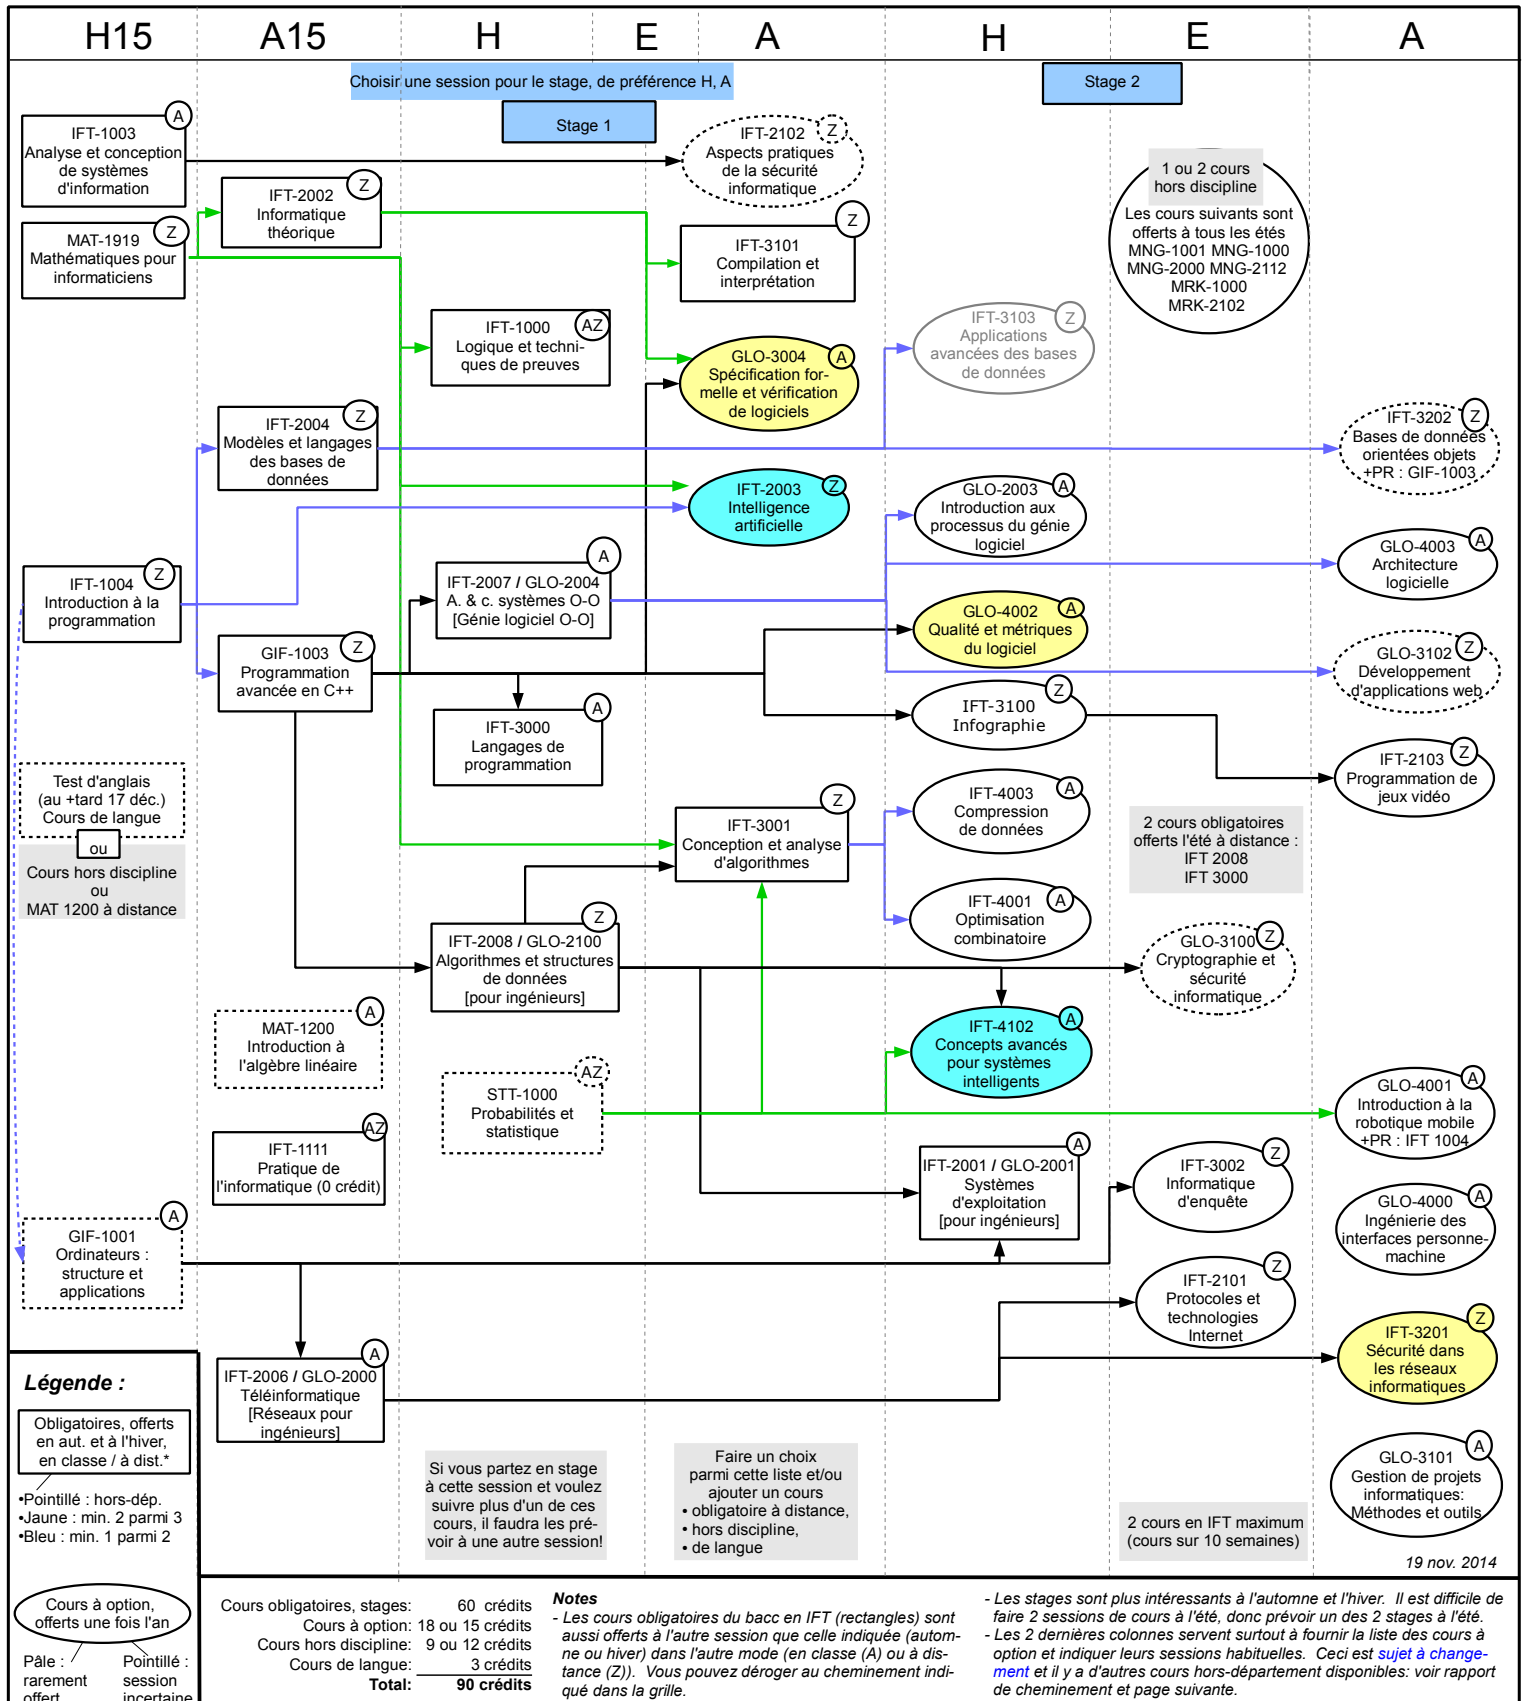 H15
A15
H
E
A
H
E
A
Choisir une session pour le stage, de préférence H, A
Stage 1
Stage 2
A
IFT-1003
Analyse et conception
de systèmes
d'information
Z
MAT-1919
Mathématiques pour
informaticiens
Z
IFT-1004
Introduction à la
programmation
Test d'anglais
(au +tard 17 déc.)
Cours de langue
ou
Cours hors discipline
ou
MAT 1200 à distance
A
GIF-1001
Ordinateurs :
structure et
applications
Z
IFT-2002
Informatique
théorique
Z
IFT-2004
Modèles et langages
des bases de
données
Z
GIF-1003
Programmation
avancée en C++
A
MAT-1200
Introduction à
l'algèbre linéaire
AZ
IFT-1111
Pratique de
l'informatique (0 crédit)
A
IFT-2006 / GLO-2000
Téléinformatique
[Réseaux pour
ingénieurs]
AZ
IFT-1000
Logique et techni-
ques de preuves
A
IFT-2007 / GLO-2004
A. & c. systèmes O-O
[Génie logiciel O-O]
A
IFT-3000
Langages de
programmation
Z
IFT-2008 / GLO-2100
Algorithmes et structures
de données
[pour ingénieurs]
AZ
STT-1000
Probabilités et
statistique
Si vous partez en stage
à cette session et voulez
suivre plus d'un de ces
cours, il faudra les pré-
voir à une autre session!
Z
IFT-2102
Aspects pratiques
de la sécurité
informatique
Z
IFT-3101
Compilation et
interprétation
A
GLO-3004
Spécification for-
melle et vérification
de logiciels
Z
IFT-2003
Intelligence
artificielle
Z
IFT-3001
Conception et analyse
d'algorithmes
Faire un choix
parmi cette liste et/ou
ajouter un cours
• obligatoire à distance,
• hors discipline,
• de langue
Z
IFT-3103
Applications
avancées des bases
de données
A
GLO-2003
Introduction aux
processus du génie
logiciel
A
GLO-4002
Qualité et métriques
du logiciel
Z
IFT-3100
Infographie
A
IFT-4003
Compression
de données
A
IFT-4001
Optimisation
combinatoire
A
IFT-4102
Concepts avancés
pour systèmes
intelligents
A
IFT-2001 / GLO-2001
Systèmes
d'exploitation
[pour ingénieurs]
1 ou 2 cours
hors discipline
Les cours suivants sont
offerts à tous les étés
MNG-1001 MNG-1000
MNG-2000 MNG-2112
MRK-1000
MRK-2102
2 cours obligatoires
offerts l'été à distance :
IFT 2008
IFT 3000
Z
GLO-3100
Cryptographie et
sécurité
informatique
Z
IFT-3002
Informatique
d'enquête
Z
IFT-2101
Protocoles et
technologies
Internet
2 cours en IFT maximum
(cours sur 10 semaines)
Z
IFT-3202
Bases de données
orientées objets
+PR : GIF-1003
A
GLO-4003
Architecture
logicielle
Z
GLO-3102
Développement
d'applications web
Z
IFT-2103
Programmation de
jeux vidéo
A
GLO-4001
Introduction à la
robotique mobile
+PR : IFT 1004
A
GLO-4000
Ingénierie des
interfaces personne-
machine
Z
IFT-3201
Sécurité dans
les réseaux
informatiques
A
GLO-3101
Gestion de projets
informatiques:
Méthodes et outils
19 nov. 2014
Légende :
Obligatoires, offerts
en aut. et à l'hiver,
en classe / à dist.*
•Pointillé : hors-dép.
•Jaune : min. 2 parmi 3
•Bleu : min. 1 parmi 2
Cours à option,
offerts une fois l'an
Pâle :
rarement
offert
Pointillé :
session
incertaine
Cours obligatoires, stages: 60 crédits
Cours à option: 18 ou 15 crédits
Cours hors discipline: 9 ou 12 crédits
Cours de langue: 3 crédits
Total: 90 crédits
Notes
- Les cours obligatoires du bacc en IFT (rectangles) sont
aussi offerts à l'autre session que celle indiquée (autom-
ne ou hiver) dans l'autre mode (en classe (A) ou à dis-
tance (Z)). Vous pouvez déroger au cheminement indi-
qué dans la grille.
- Les stages sont plus intéressants à l'automne et l'hiver. Il est difficile de
faire 2 sessions de cours à l'été, donc prévoir un des 2 stages à l'été.
- Les 2 dernières colonnes servent surtout à fournir la liste des cours à
option et indiquer leurs sessions habituelles. Ceci est sujet à change-
ment et il y a d'autres cours hors-département disponibles: voir rapport
de cheminement et page suivante.